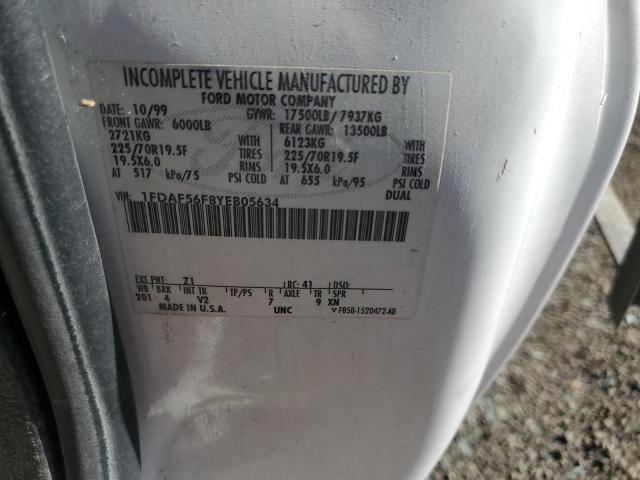 INCOMPLETE VEHICLE MANUFACTURED BY
FORD MOTOR COMPANY
DATE: 10/99 GVWR: 17500LB/ 7937KG
FRONT GAWR: 6000LB REAR GAWR: 13500LB
2721KG WITH 6123KG WITH
225/70R19.5F TIRES 225/70R19.5F TIRES
19.5X6.0 RIMS 19.5X6.0 RIMS
AT 517 kPa/75 PSI COLD AT 655 kPa/95 PSI COLD
DUAL
VIN: 1FDAF56F8YEB05634
EXT PNT: Z1 RC: 41 DSO:
WB BRK INT TR TP/PS R AXLE TR SPR
201 4 V2 7 9 XN
MADE IN U.S.A. UNC F85B-1520472-AB